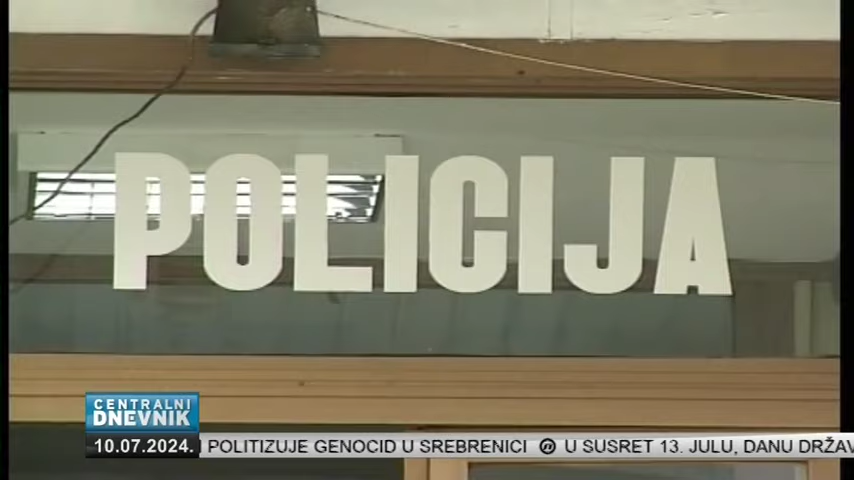 POLICIJA
CENTRALNI
DNEVNIK
10.07.2024.
POLITIZUJE GENOCID U SREBRENICI @ U SUSRET 13. JULU, DANU